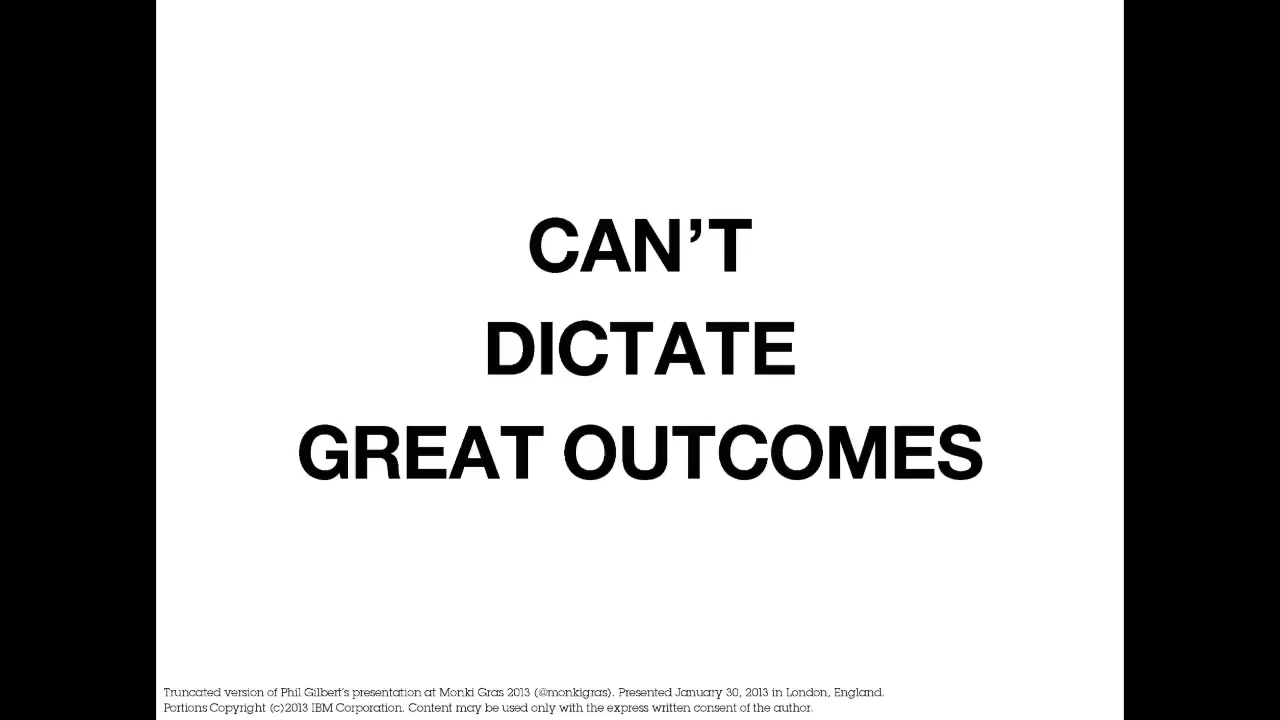 CAN’T
DICTATE
GREAT OUTCOMES
Truncated version of Phil Gilbert's presentation at Monki Gras 2013 (@monkigras). Presented January 30, 2013 in London, England.
Portions Copyright (c)2013 IBM Corporation. Content may be used only with the express written consent of the author.